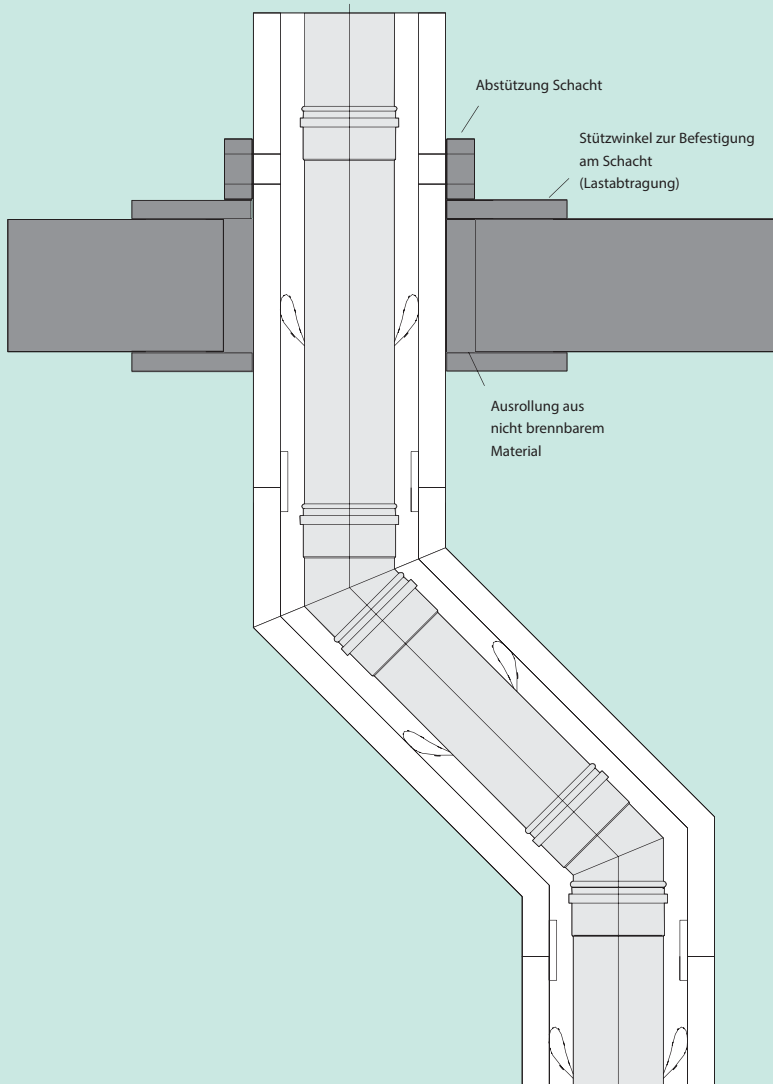 Abstützung Schacht
Stützwinkel zur Befestigung
am Schacht
(Lastabtragung)
Ausrollung aus
nicht brennbarem
Material